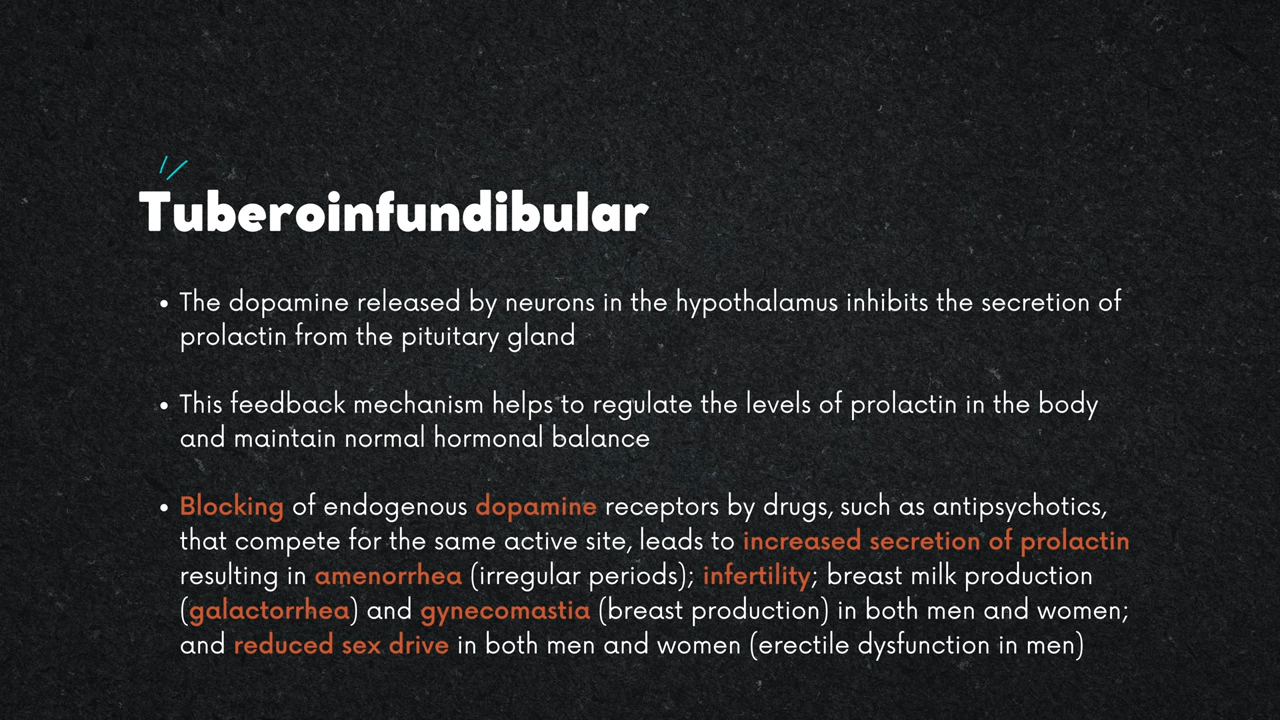 Tuberoinfundibular
• The dopamine released by neurons in the hypothalamus inhibits the secretion of
prolactin from the pituitary gland
• This feedback mechanism helps to regulate the levels of prolactin in the body
and maintain normal hormonal balance
• Blocking of endogenous dopamine receptors by drugs, such as antipsychotics,
that compete for the same active site, leads to increased secretion of prolactin
resulting in amenorrhea (irregular periods); infertility; breast milk production
(galactorrhea) and gynecomastia (breast production) in both men and women;
and reduced sex drive in both men and women (erectile dysfunction in men)